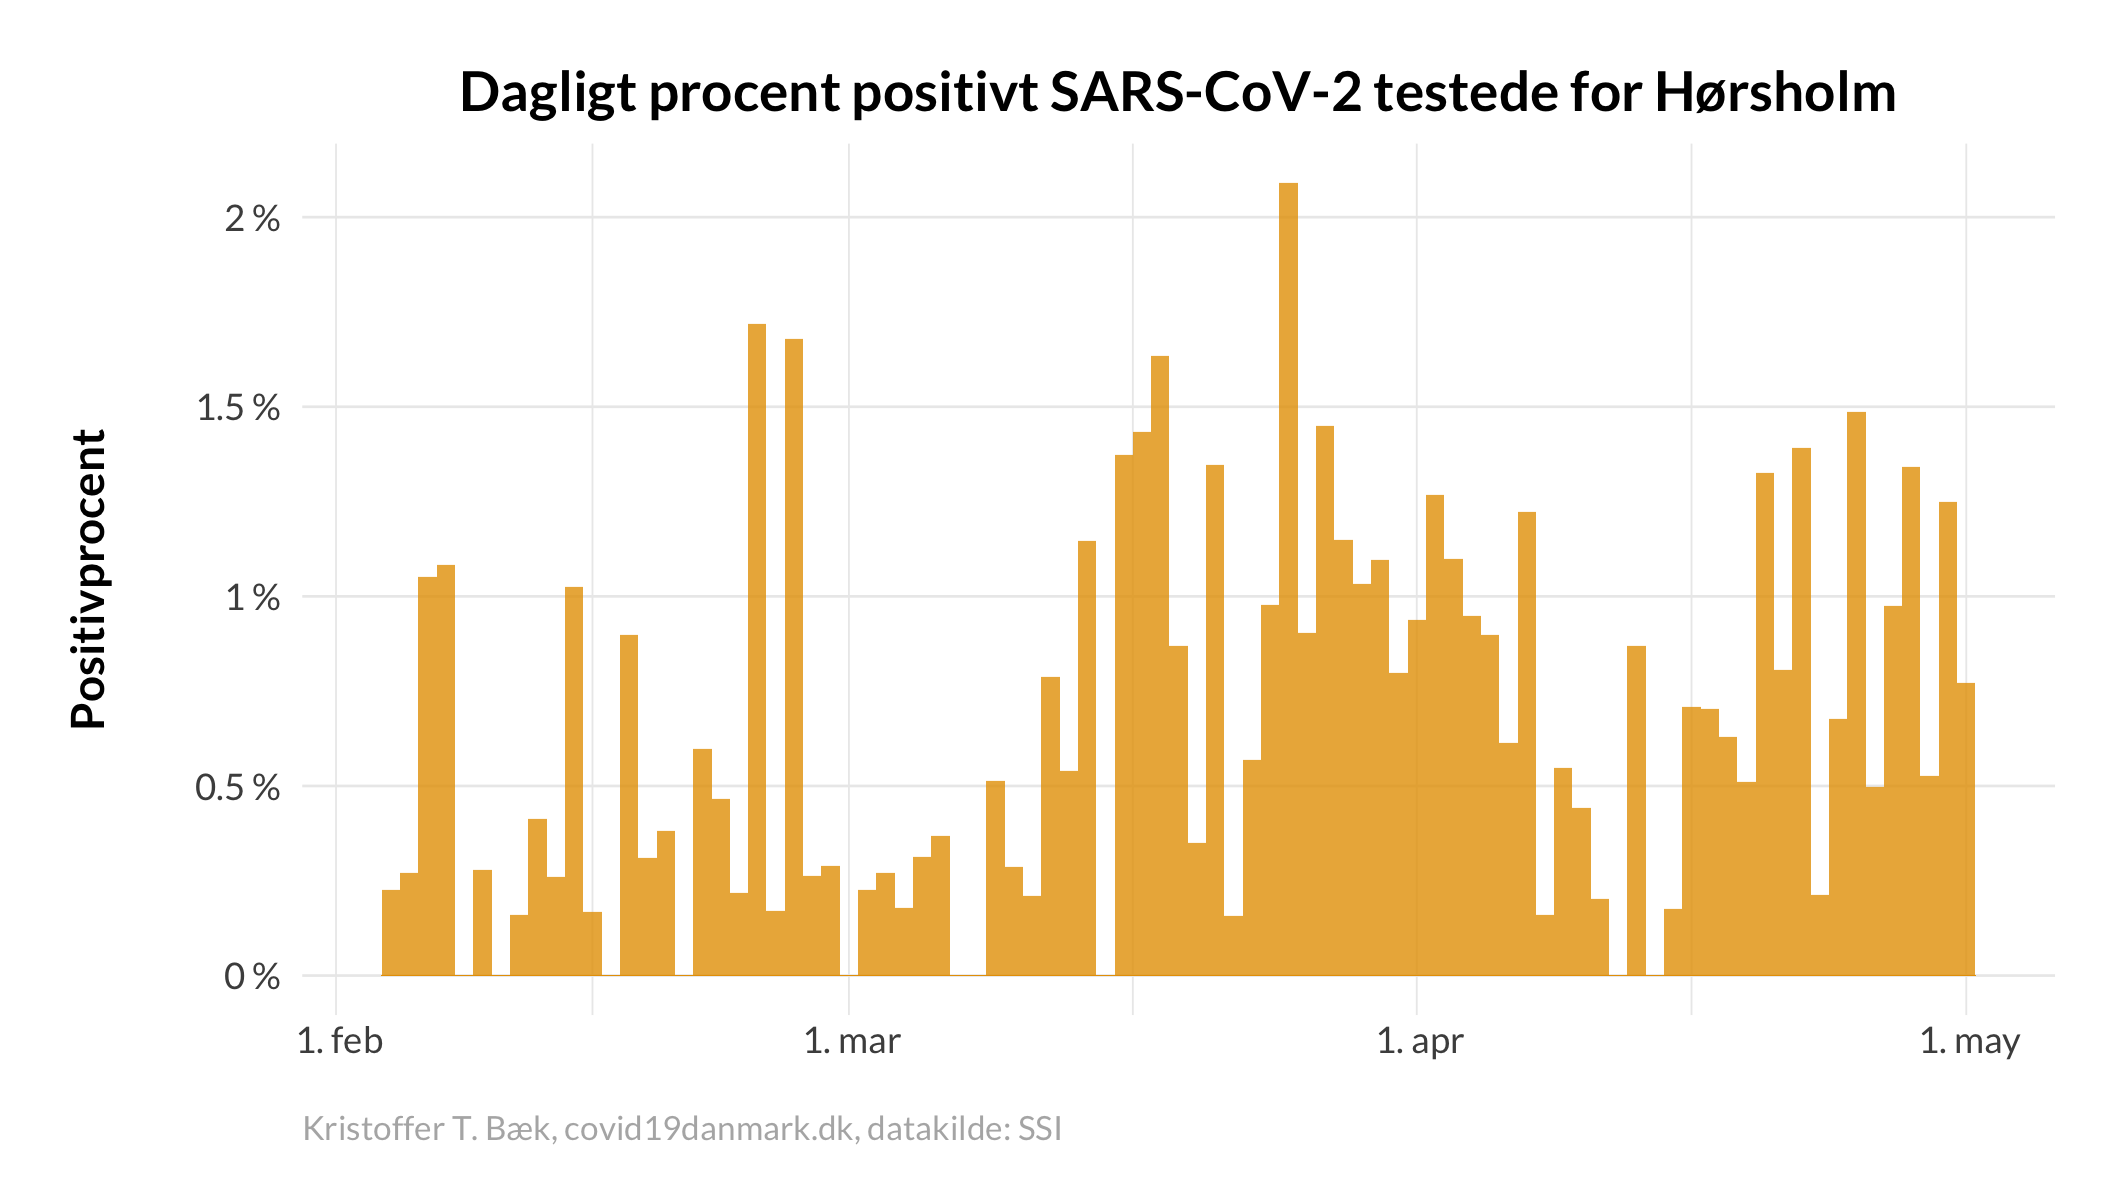 Dagligt procent positivt SARS-CoV-2 testede for Hørsholm
Positivprocent
2 %
1.5 %
1 %
0.5 %
0 %
1. feb
1. mar
1. apr
1. may
Kristoffer T. Bæk, covid19danmark.dk, datakilde: SSI